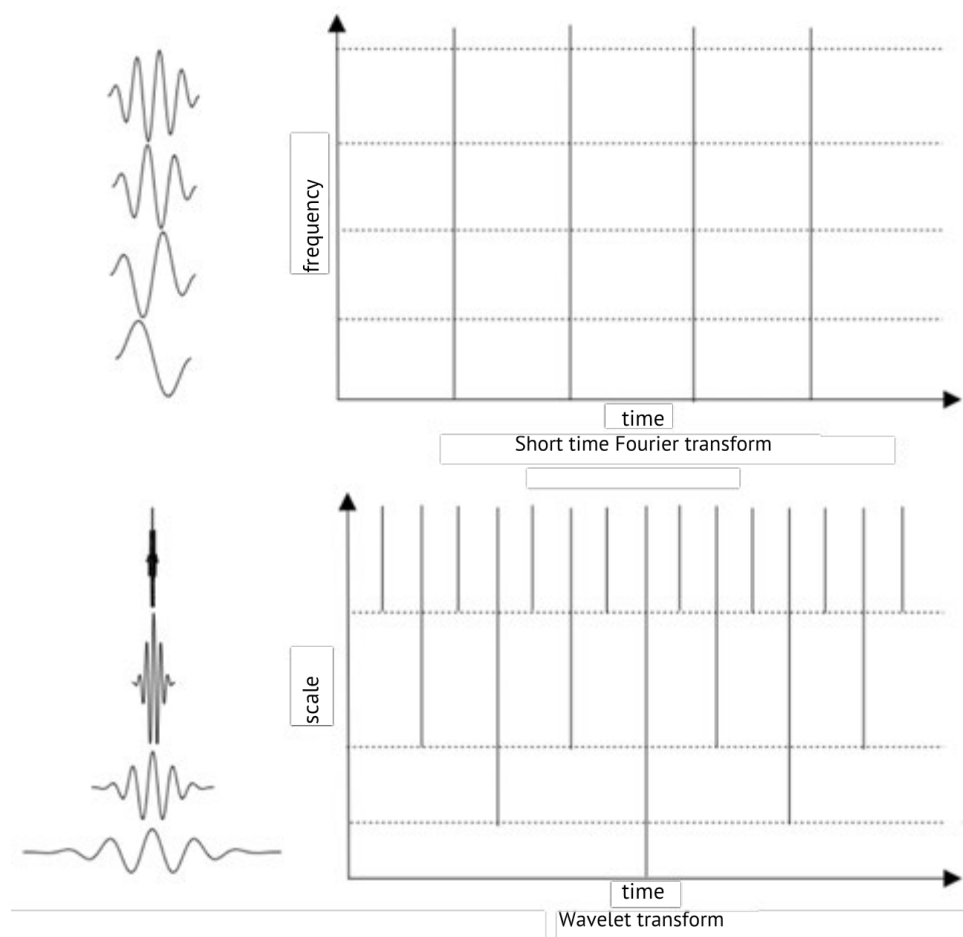 frequency
time
Short time Fourier transform
scale
time
Wavelet transform